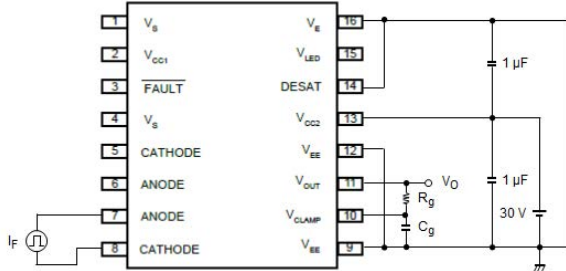 1 V_S V_E 16
2 V_CC1 V_LED 15
3 FAULT DESAT 14
4 V_S V_CC2 13
5 CATHODE V_EE 12
6 ANODE V_OUT 11
7 ANODE V_CLAMP 10
8 CATHODE V_EE 9
I_F
1 μF
1 μF
V_O
R_g
C_g
30 V